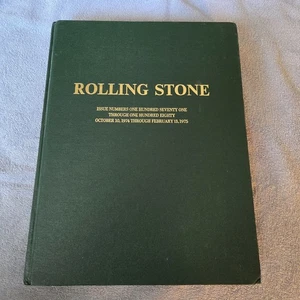 ROLLING STONE
ISSUE NUMBERS ONE HUNDRED SEVENTY ONE
THROUGH ONE HUNDRED EIGHTY
OCTOBER 10, 1974 THROUGH FEBRUARY 13, 1975